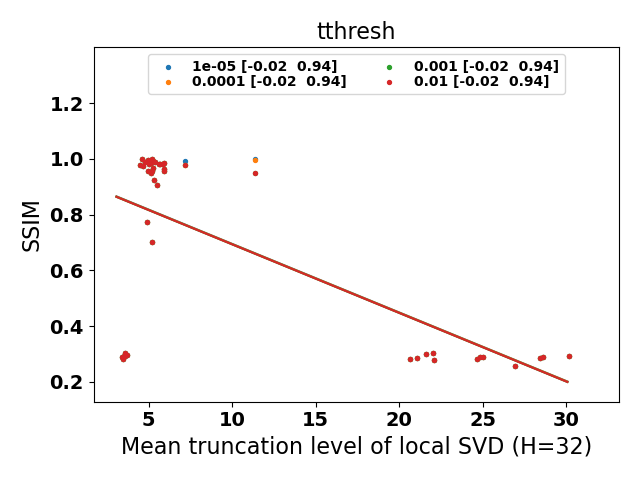 tthresh
1e-05 [-0.02  0.94]
0.0001 [-0.02  0.94]
0.001 [-0.02  0.94]
0.01 [-0.02  0.94]
SSIM
1.2
1.0
0.8
0.6
0.4
0.2
5 10 15 20 25 30
Mean truncation level of local SVD (H=32)